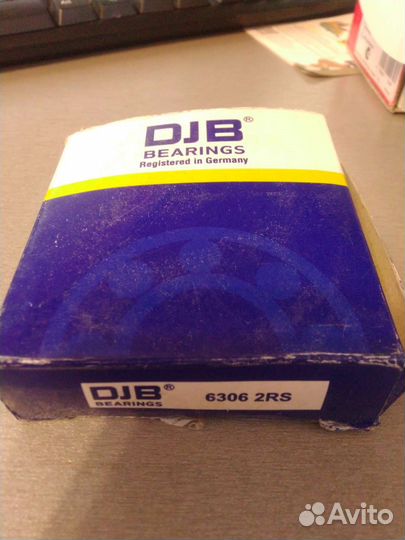 DJB®
BEARINGS
Registered in Germany
DJB®
BEARINGS
6306 2RS
Avito